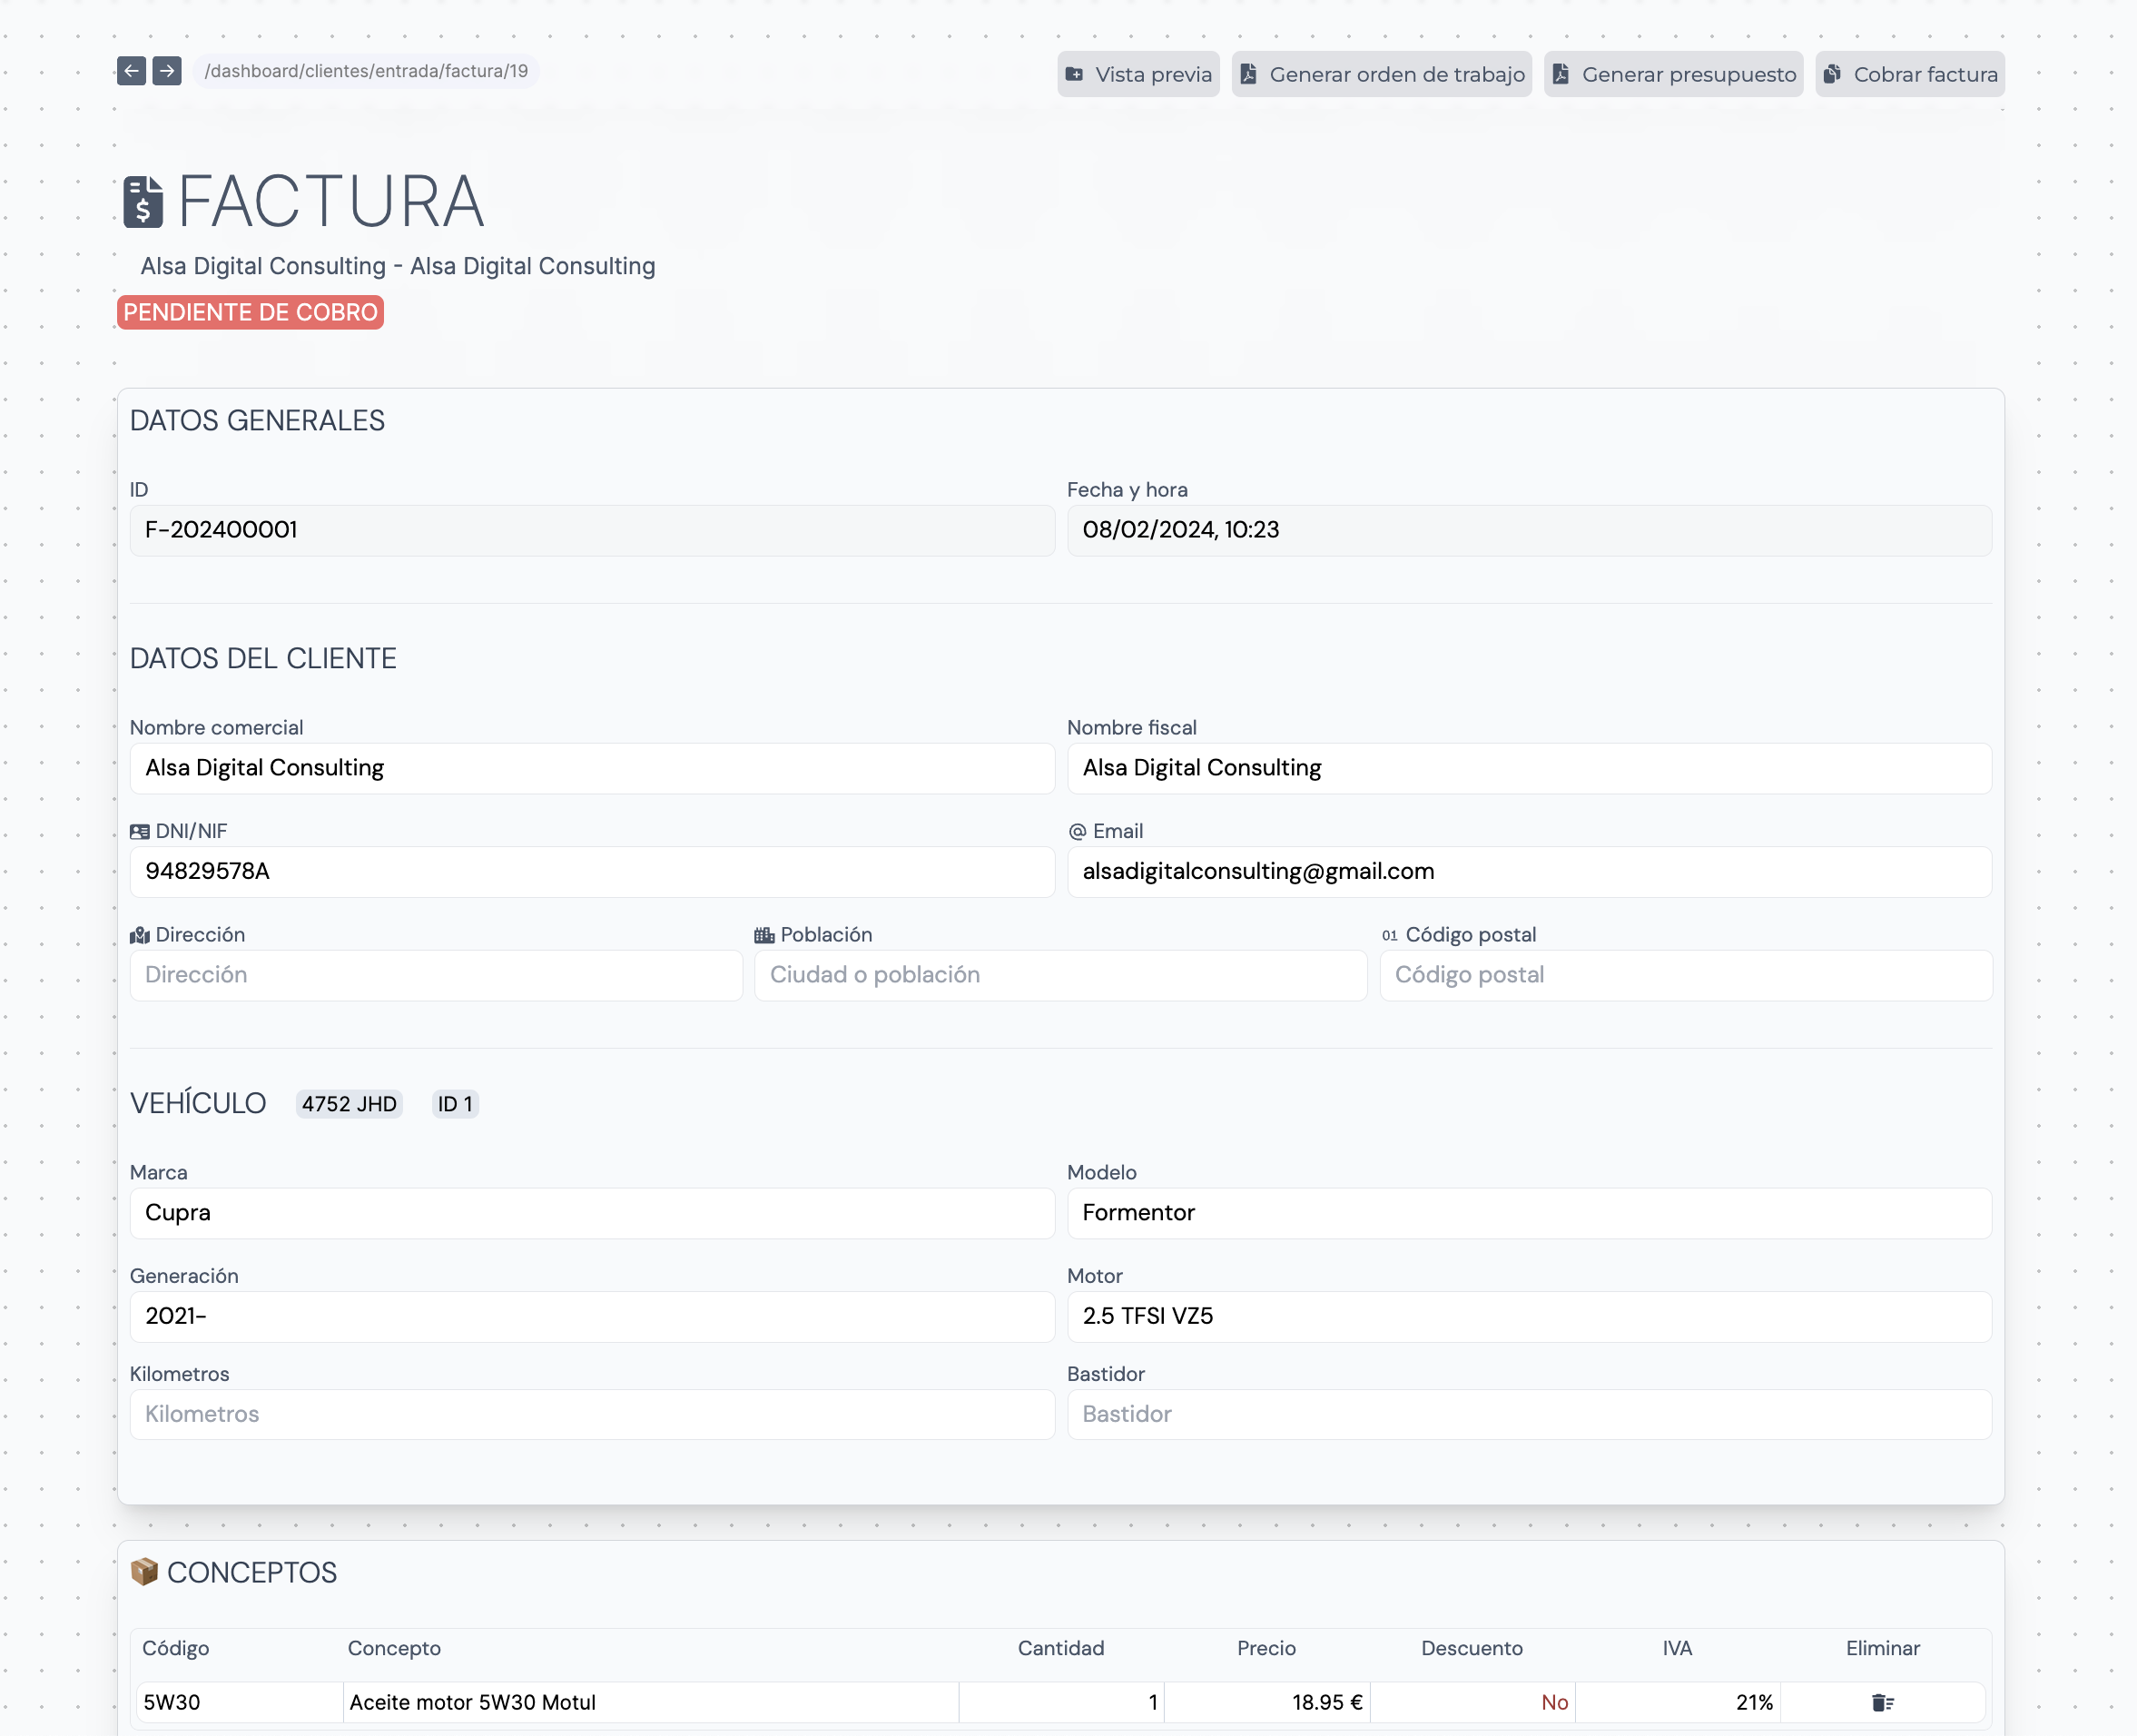 /dashboard/clientes/entrada/factura/19
Vista previa
Generar orden de trabajo
Generar presupuesto
Cobrar factura
FACTURA
Alsa Digital Consulting - Alsa Digital Consulting
PENDIENTE DE COBRO
DATOS GENERALES
ID Fecha y hora
F-202400001 08/02/2024, 10:23
DATOS DEL CLIENTE
Nombre comercial Nombre fiscal
Alsa Digital Consulting Alsa Digital Consulting
DNI/NIF @ Email
94829578A alsadigitalconsulting@gmail.com
Dirección Población 01 Código postal
Dirección Ciudad o población Código postal
VEHÍCULO 4752 JHD ID 1
Marca Modelo
Cupra Formentor
Generación Motor
2021- 2.5 TFSI VZ5
Kilometros Bastidor
Kilometros Bastidor
CONCEPTOS
Código Concepto Cantidad Precio Descuento IVA Eliminar
5W30 Aceite motor 5W30 Motul 1 18.95 € No 21%